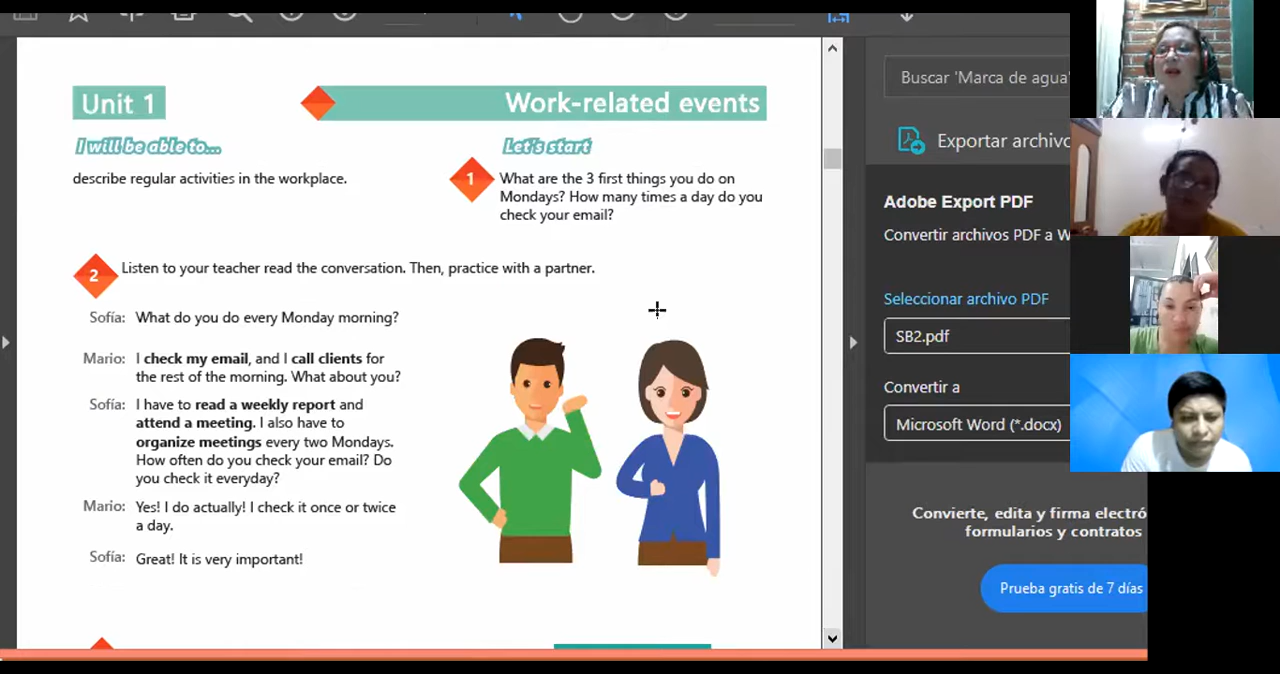 Unit 1
Work-related events
I will be able to...
describe regular activities in the workplace.
Let's start
1
What are the 3 first things you do on
Mondays? How many times a day do you
check your email?
2
Listen to your teacher read the conversation. Then, practice with a partner.
Sofía: What do you do every Monday morning?
Mario: I check my email, and I call clients for
the rest of the morning. What about you?
Sofía: I have to read a weekly report and
attend a meeting. I also have to
organize meetings every two Mondays.
How often do you check your email? Do
you check it everyday?
Mario: Yes! I do actually! I check it once or twice
a day.
Sofía: Great! It is very important!
Buscar 'Marca de agua'
Exportar archivo
Adobe Export PDF
Convertir archivos PDF a W
Seleccionar archivo PDF
SB2.pdf
Convertir a
Microsoft Word (*.docx)
Convierte, edita y firma electró
formularios y contratos
Prueba gratis de 7 días